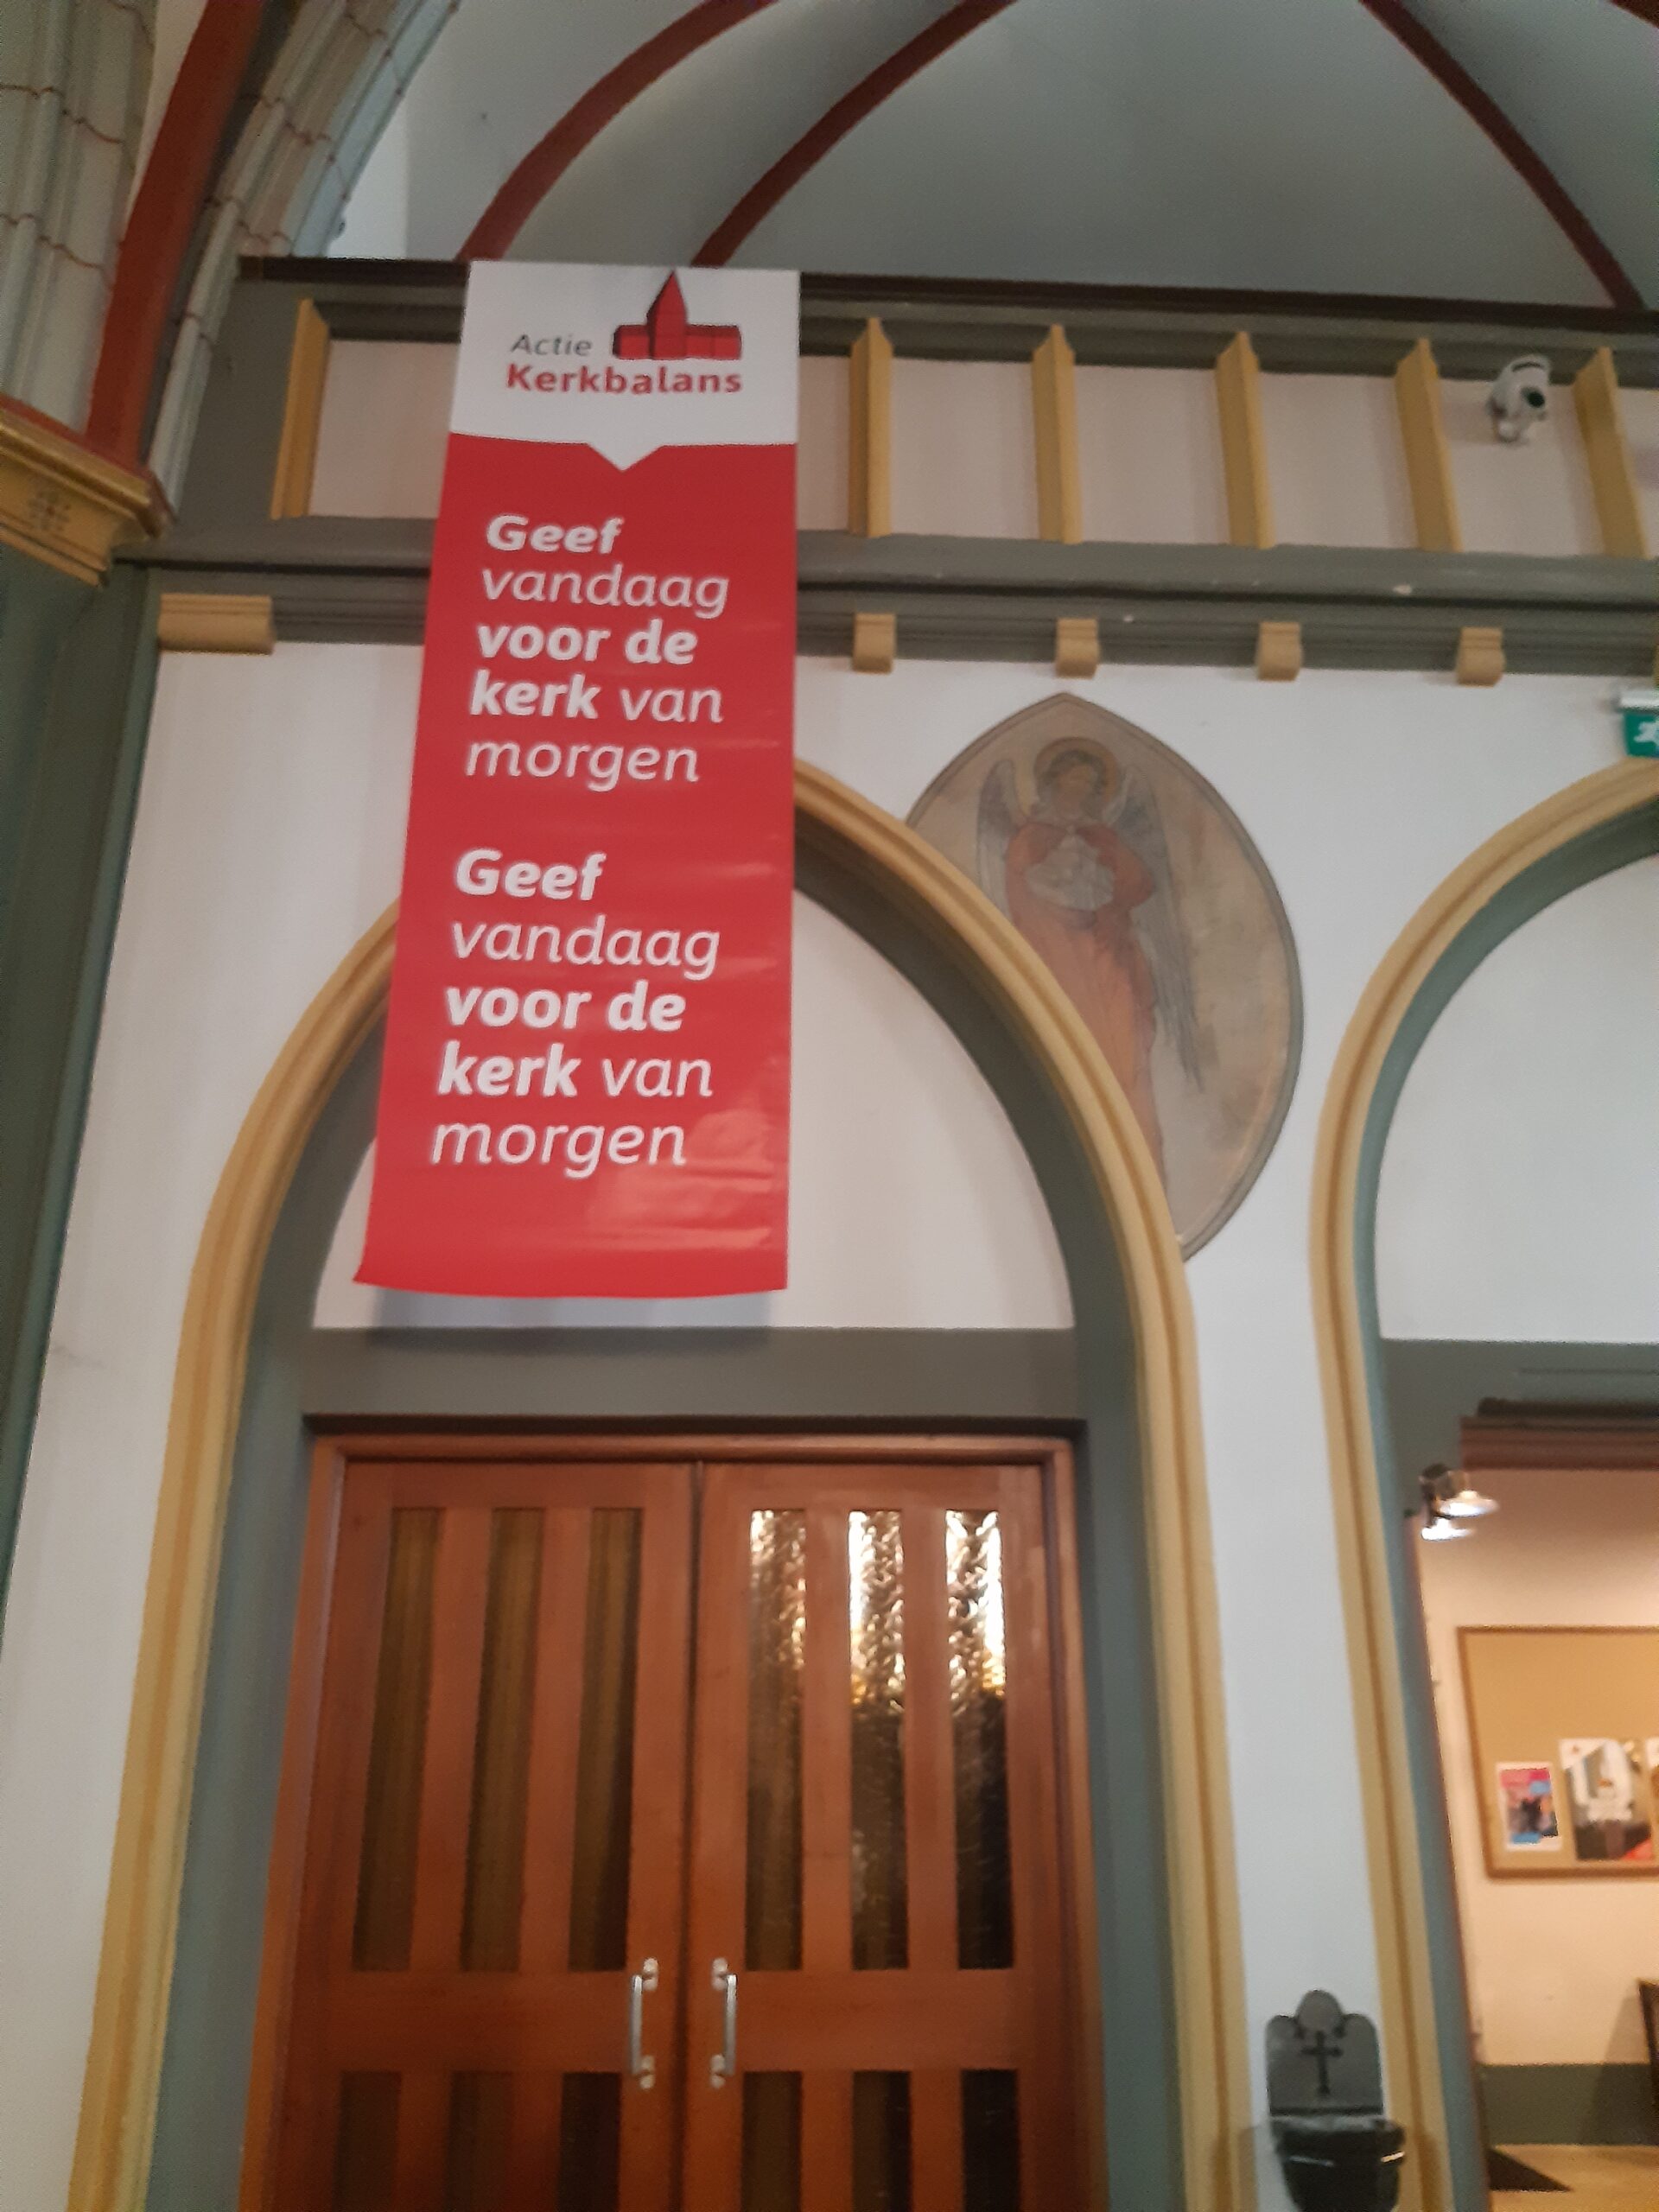 Actie
Kerkbalans
Geef
vandaag
voor de
kerk van
morgen
Geef
vandaag
voor de
kerk van
morgen